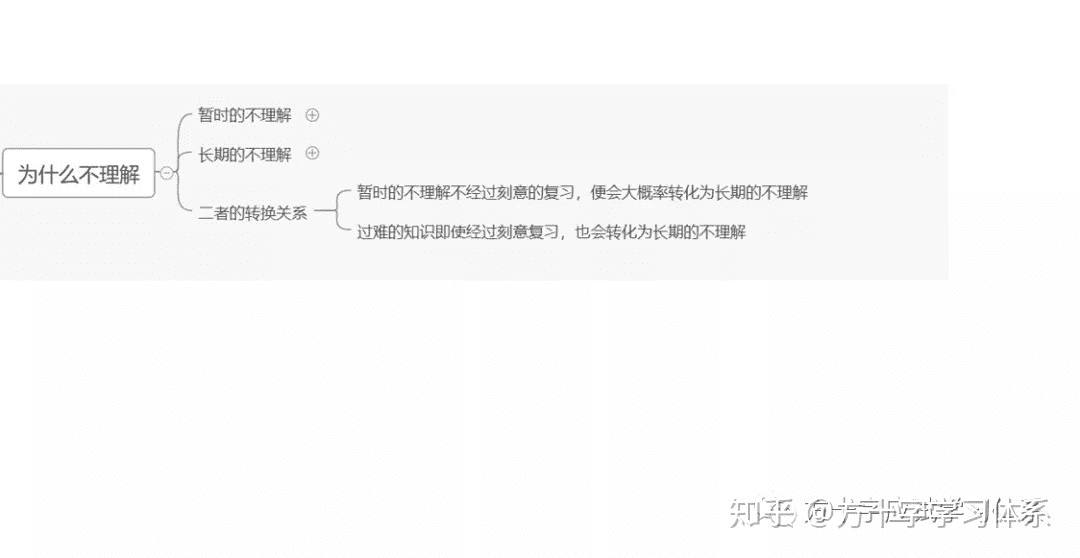 为什么不理解
暂时的不理解
长期的不理解
二者的转换关系
暂时的不理解不经过刻意的复习，便会大概率转化为长期的不理解
过难的知识即使经过刻意复习，也会转化为长期的不理解
知乎
学习体系